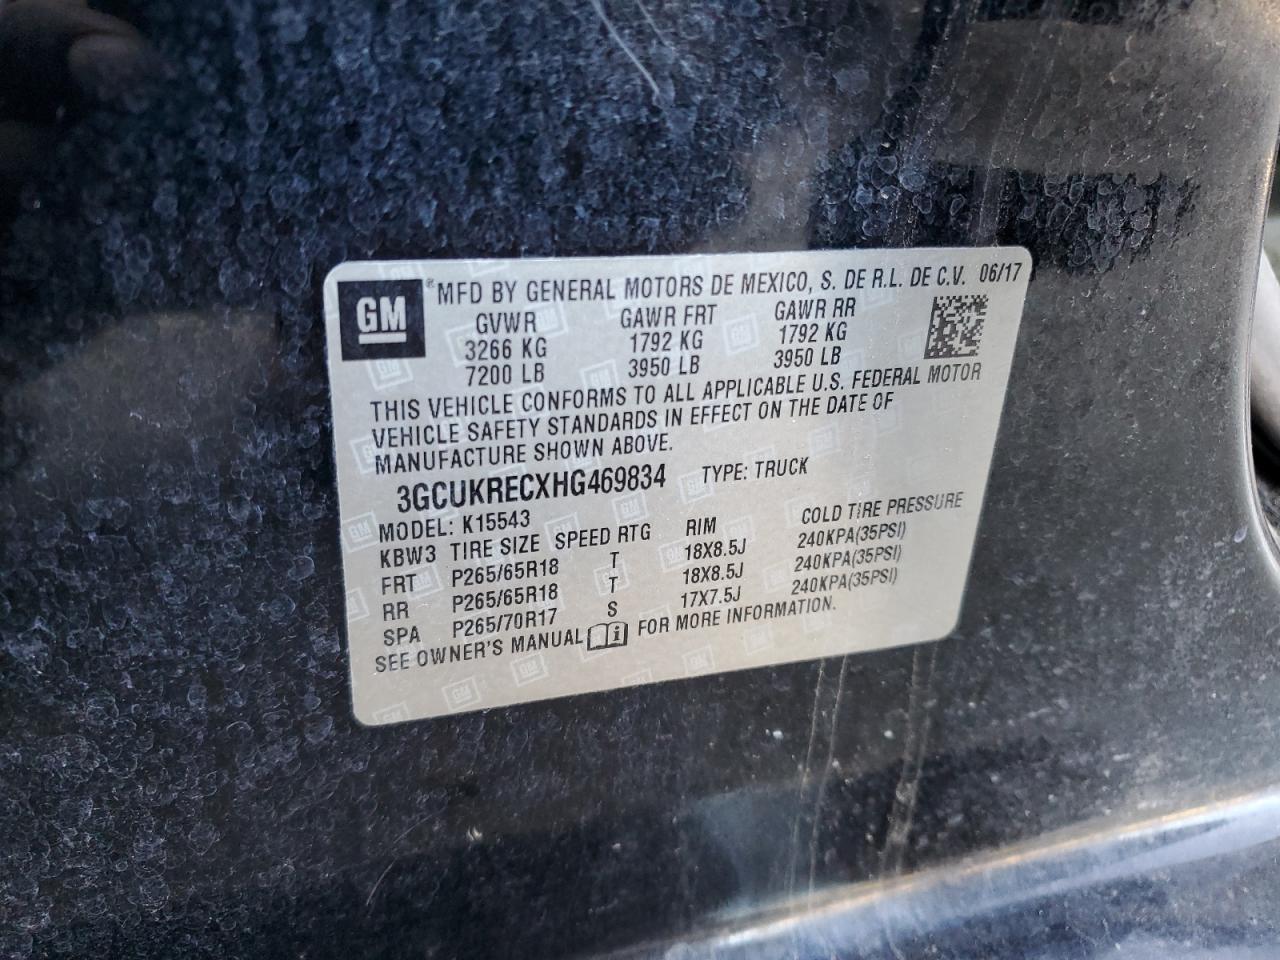 GM ® MFD BY GENERAL MOTORS DE MEXICO, S. DE R.L. DE C.V. 06/17
GVWR GAWR FRT GAWR RR
3266 KG 1792 KG 1792 KG
7200 LB 3950 LB 3950 LB
THIS VEHICLE CONFORMS TO ALL APPLICABLE U.S. FEDERAL MOTOR
VEHICLE SAFETY STANDARDS IN EFFECT ON THE DATE OF
MANUFACTURE SHOWN ABOVE.
3GCUKRECXHG469834 TYPE: TRUCK
MODEL: K15543
KBW3 TIRE SIZE SPEED RTG RIM COLD TIRE PRESSURE
FRT P265/65R18 T 18X8.5J 240KPA(35PSI)
RR P265/65R18 T 18X8.5J 240KPA(35PSI)
SPA P265/70R17 S 17X7.5J 240KPA(35PSI)
SEE OWNER'S MANUAL FOR MORE INFORMATION.